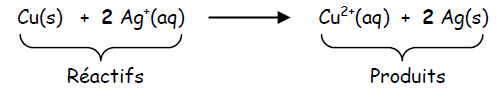 Cu(s) + 2 Ag⁺(aq) ⟶ Cu²⁺(aq) + 2 Ag(s)
Réactifs Produits